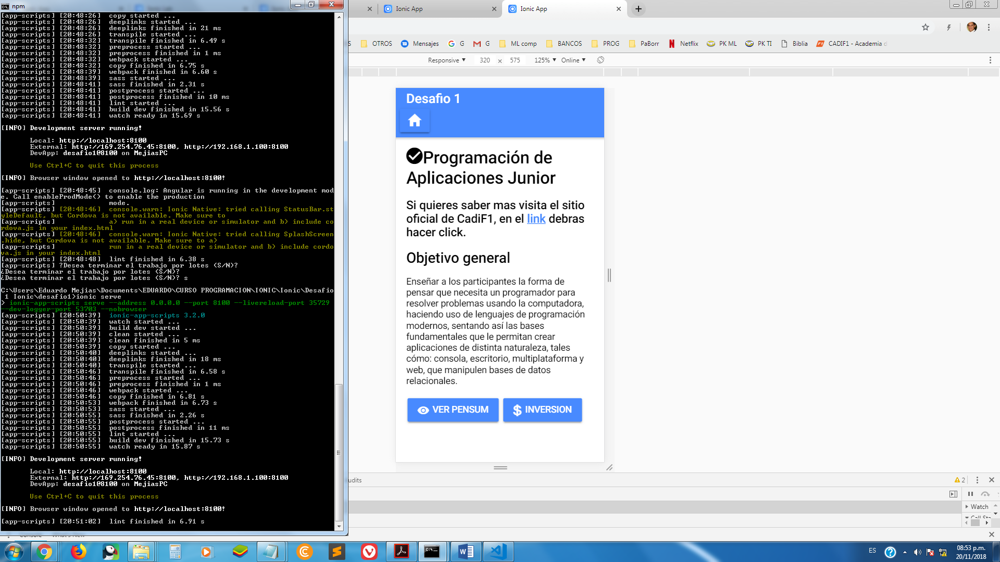 npm
[app-scripts] [20:48:26]  copy started ...
[app-scripts] [20:48:26]  deeplinks started ...
[app-scripts] [20:48:26]  deeplinks finished in 21 ms
[app-scripts] [20:48:26]  transpile started ...
[app-scripts] [20:48:32]  transpile finished in 6.49 s
[app-scripts] [20:48:32]  preprocess started ...
[app-scripts] [20:48:32]  preprocess finished in 1 ms
[app-scripts] [20:48:32]  webpack started ...
[app-scripts] [20:48:32]  copy finished in 6.75 s
[app-scripts] [20:48:39]  webpack finished in 6.60 s
[app-scripts] [20:48:39]  sass started ...
[app-scripts] [20:48:41]  sass finished in 2.31 s
[app-scripts] [20:48:41]  postprocess started ...
[app-scripts] [20:48:41]  postprocess finished in 10 ms
[app-scripts] [20:48:41]  lint started ...
[app-scripts] [20:48:41]  build dev finished in 15.56 s
[app-scripts] [20:48:41]  watch ready in 15.69 s
[INFO] Development server running!
Local: http://localhost:8100
External: http://169.254.76.45:8100, http://192.168.1.100:8100
DevApp: desafio1@8100 on MejiasPC
Use Ctrl+C to quit this process
[INFO] Browser window opened to http://localhost:8100!
[app-scripts] [20:48:45]  console.log: Angular is running in the development mod
e. Call enableProdMode() to enable the production
[app-scripts]             mode.
[app-scripts] [20:48:46]  console.warn: Ionic Native: tried calling StatusBar.st
yleDefault, but Cordova is not available. Make sure to
[app-scripts]             a) run in a real device or simulator and b) include co
rdova.js in your index.html
[app-scripts] [20:48:46]  console.warn: Ionic Native: tried calling SplashScreen
.hide, but Cordova is not available. Make sure to a)
[app-scripts]             run in a real device or simulator and b) include cordo
va.js in your index.html
[app-scripts] [20:48:48]  lint finished in 6.38 s
[app-scripts] ?Desea terminar el trabajo por lotes (S/N)?
¿Desea terminar el trabajo por lotes (S/N)?
¿Desea terminar el trabajo por lotes (S/N)? s
C:\Users\Eduardo Mejias\Documents\EDUARDO\CURSO PROGRAMACION\IONIC\Ionic\Desafio
 1 Ionic\desafio1>ionic serve
> ionic-app-scripts serve --address 0.0.0.0 --port 8100 --livereload-port 35729
--dev-logger-port 53703 --nobrowser
[app-scripts] [20:50:39]  ionic-app-scripts 3.2.0
[app-scripts] [20:50:39]  watch started ...
[app-scripts] [20:50:39]  build dev started ...
[app-scripts] [20:50:39]  clean started ...
[app-scripts] [20:50:39]  clean finished in 5 ms
[app-scripts] [20:50:39]  copy started ...
[app-scripts] [20:50:40]  deeplinks started ...
[app-scripts] [20:50:40]  deeplinks finished in 18 ms
[app-scripts] [20:50:40]  transpile started ...
[app-scripts] [20:50:46]  transpile finished in 6.58 s
[app-scripts] [20:50:46]  preprocess started ...
[app-scripts] [20:50:46]  preprocess finished in 1 ms
[app-scripts] [20:50:46]  webpack started ...
[app-scripts] [20:50:46]  copy finished in 6.81 s
[app-scripts] [20:50:53]  webpack finished in 6.73 s
[app-scripts] [20:50:53]  sass started ...
[app-scripts] [20:50:55]  sass finished in 2.26 s
[app-scripts] [20:50:55]  postprocess started ...
[app-scripts] [20:50:55]  postprocess finished in 11 ms
[app-scripts] [20:50:55]  lint started ...
[app-scripts] [20:50:55]  build dev finished in 15.73 s
[app-scripts] [20:50:55]  watch ready in 15.87 s
[INFO] Development server running!
Local: http://localhost:8100
External: http://169.254.76.45:8100, http://192.168.1.100:8100
DevApp: desafio1@8100 on MejiasPC
Use Ctrl+C to quit this process
[INFO] Browser window opened to http://localhost:8100!
[app-scripts] [20:51:02]  lint finished in 6.91 s
Ionic App
Ionic App
S OTROS Mensajes G G ML comp BANCOS PROG PaBorr Netflix PK ML PK TI Biblia CADIF1 - Academia d
Responsive 320 × 575 125% Online
Desafio 1
Programación de
Aplicaciones Junior
Si quieres saber mas visita el sitio
oficial de CadiF1, en el link debras
hacer click.
Objetivo general
Enseñar a los participantes la forma de
pensar que necesita un programador para
resolver problemas usando la computadora,
haciendo uso de lenguajes de programación
modernos, sentando así las bases
fundamentales que le permitan crear
aplicaciones de distinta naturaleza, tales
cómo: consola, escritorio, multiplataforma y
web, que manipulen bases de datos
relacionales.
VER PENSUM
$ INVERSION
udits
2
Watch
ES
08:53 p.m.
20/11/2018